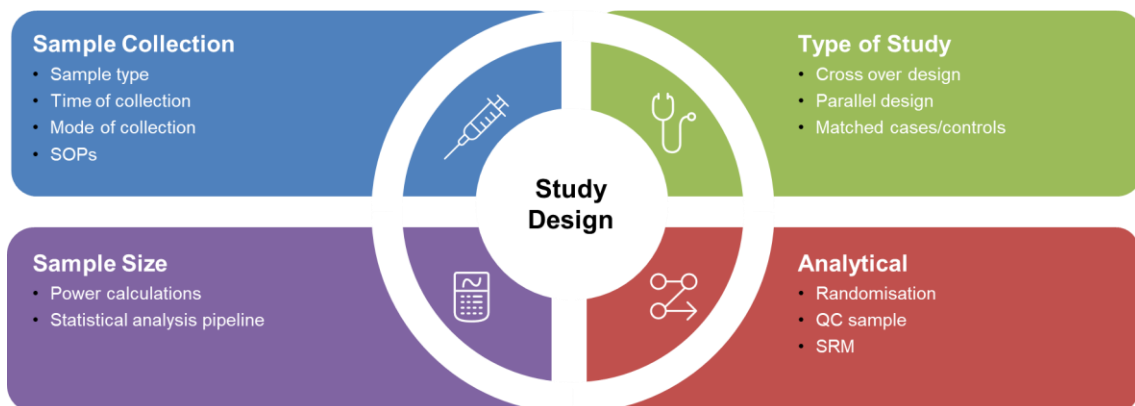 Sample Collection
• Sample type
• Time of collection
• Mode of collection
• SOPs
Type of Study
• Cross over design
• Parallel design
• Matched cases/controls
Study
Design
Sample Size
• Power calculations
• Statistical analysis pipeline
Analytical
• Randomisation
• QC sample
• SRM